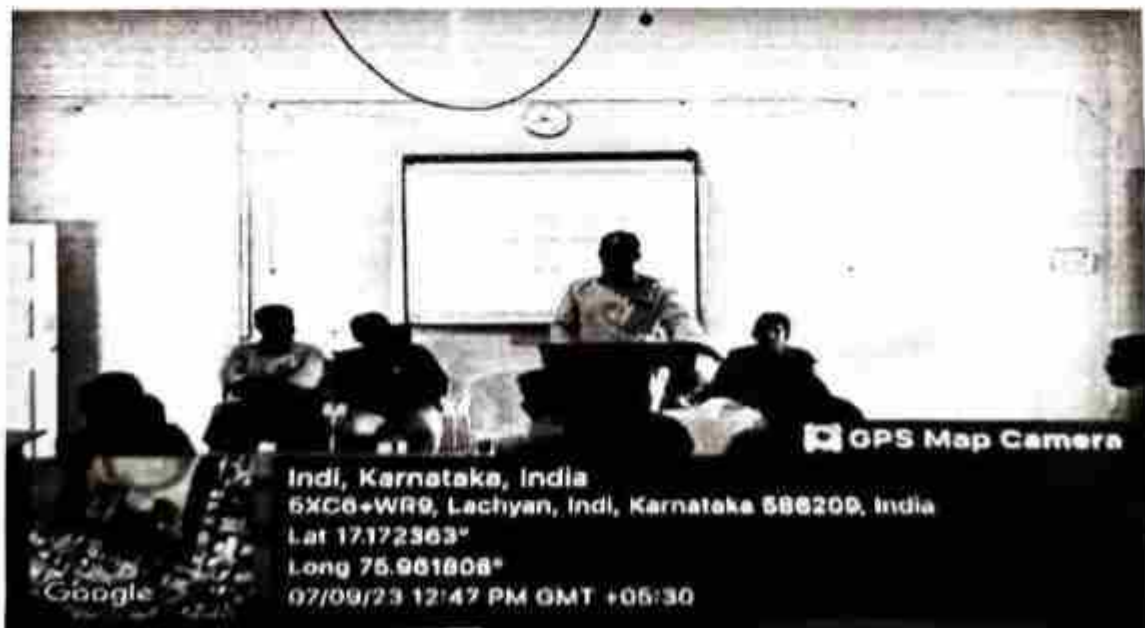 GPS Map Camera
Indi, Karnataka, India
5XC6+WR9, Lachyan, Indi, Karnataka 586209, India
Lat 17.172363°
Long 75.961808°
07/09/23 12:47 PM GMT +05:30
Google